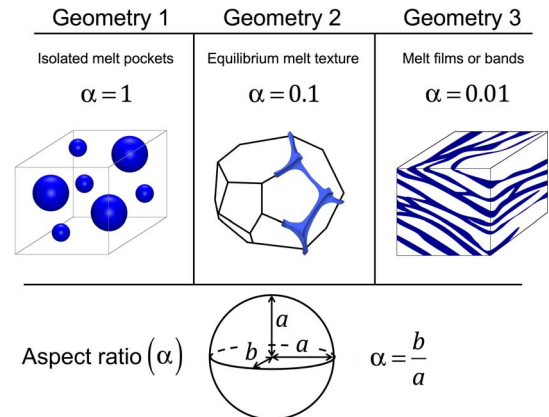 Geometry 1
Geometry 2
Geometry 3
Isolated melt pockets
Equilibrium melt texture
Melt films or bands
α = 1
α = 0.1
α = 0.01
Aspect ratio (α)
a
b
a
α = b/a